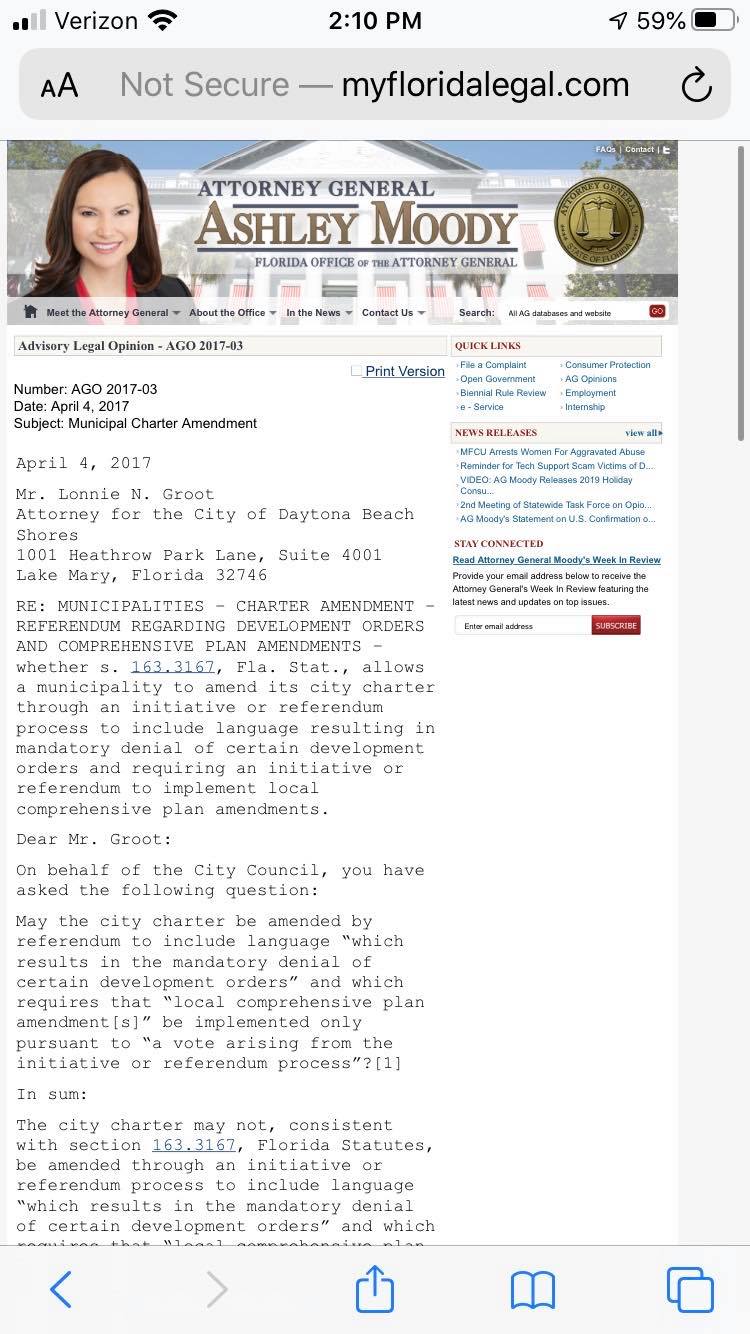 Verizon 2:10 PM 59%
AA Not Secure — myfloridalegal.com
FAQs | Contact |
ATTORNEY GENERAL
ASHLEY MOODY
FLORIDA OFFICE OF THE ATTORNEY GENERAL
ATTORNEY GENERAL
STATE OF FLORIDA
Meet the Attorney General About the Office In the News Contact Us Search: All AG databases and website GO
Advisory Legal Opinion - AGO 2017-03
Print Version
Number: AGO 2017-03
Date: April 4, 2017
Subject: Municipal Charter Amendment
April 4, 2017
Mr. Lonnie N. Groot
Attorney for the City of Daytona Beach
Shores
1001 Heathrow Park Lane, Suite 4001
Lake Mary, Florida 32746
RE: MUNICIPALITIES – CHARTER AMENDMENT –
REFERENDUM REGARDING DEVELOPMENT ORDERS
AND COMPREHENSIVE PLAN AMENDMENTS –
whether s. 163.3167, Fla. Stat., allows
a municipality to amend its city charter
through an initiative or referendum
process to include language resulting in
mandatory denial of certain development
orders and requiring an initiative or
referendum to implement local
comprehensive plan amendments.
Dear Mr. Groot:
On behalf of the City Council, you have
asked the following question:
May the city charter be amended by
referendum to include language “which
results in the mandatory denial of
certain development orders” and which
requires that “local comprehensive plan
amendment[s]” be implemented only
pursuant to “a vote arising from the
initiative or referendum process”?[1]
In sum:
The city charter may not, consistent
with section 163.3167, Florida Statutes,
be amended through an initiative or
referendum process to include language
“which results in the mandatory denial
of certain development orders” and which
requires that “local comprehensive plan
QUICK LINKS
File a Complaint
Open Government
Biennial Rule Review
e - Service
Consumer Protection
AG Opinions
Employment
Internship
NEWS RELEASES view all
MFCU Arrests Women For Aggravated Abuse
Reminder for Tech Support Scam Victims of D...
VIDEO: AG Moody Releases 2019 Holiday
Consu...
2nd Meeting of Statewide Task Force on Opio...
AG Moody's Statement on U.S. Confirmation o...
STAY CONNECTED
Read Attorney General Moody's Week In Review
Provide your email address below to receive the
Attorney General's Week In Review featuring the
latest news and updates on top issues.
Enter email address SUBSCRIBE